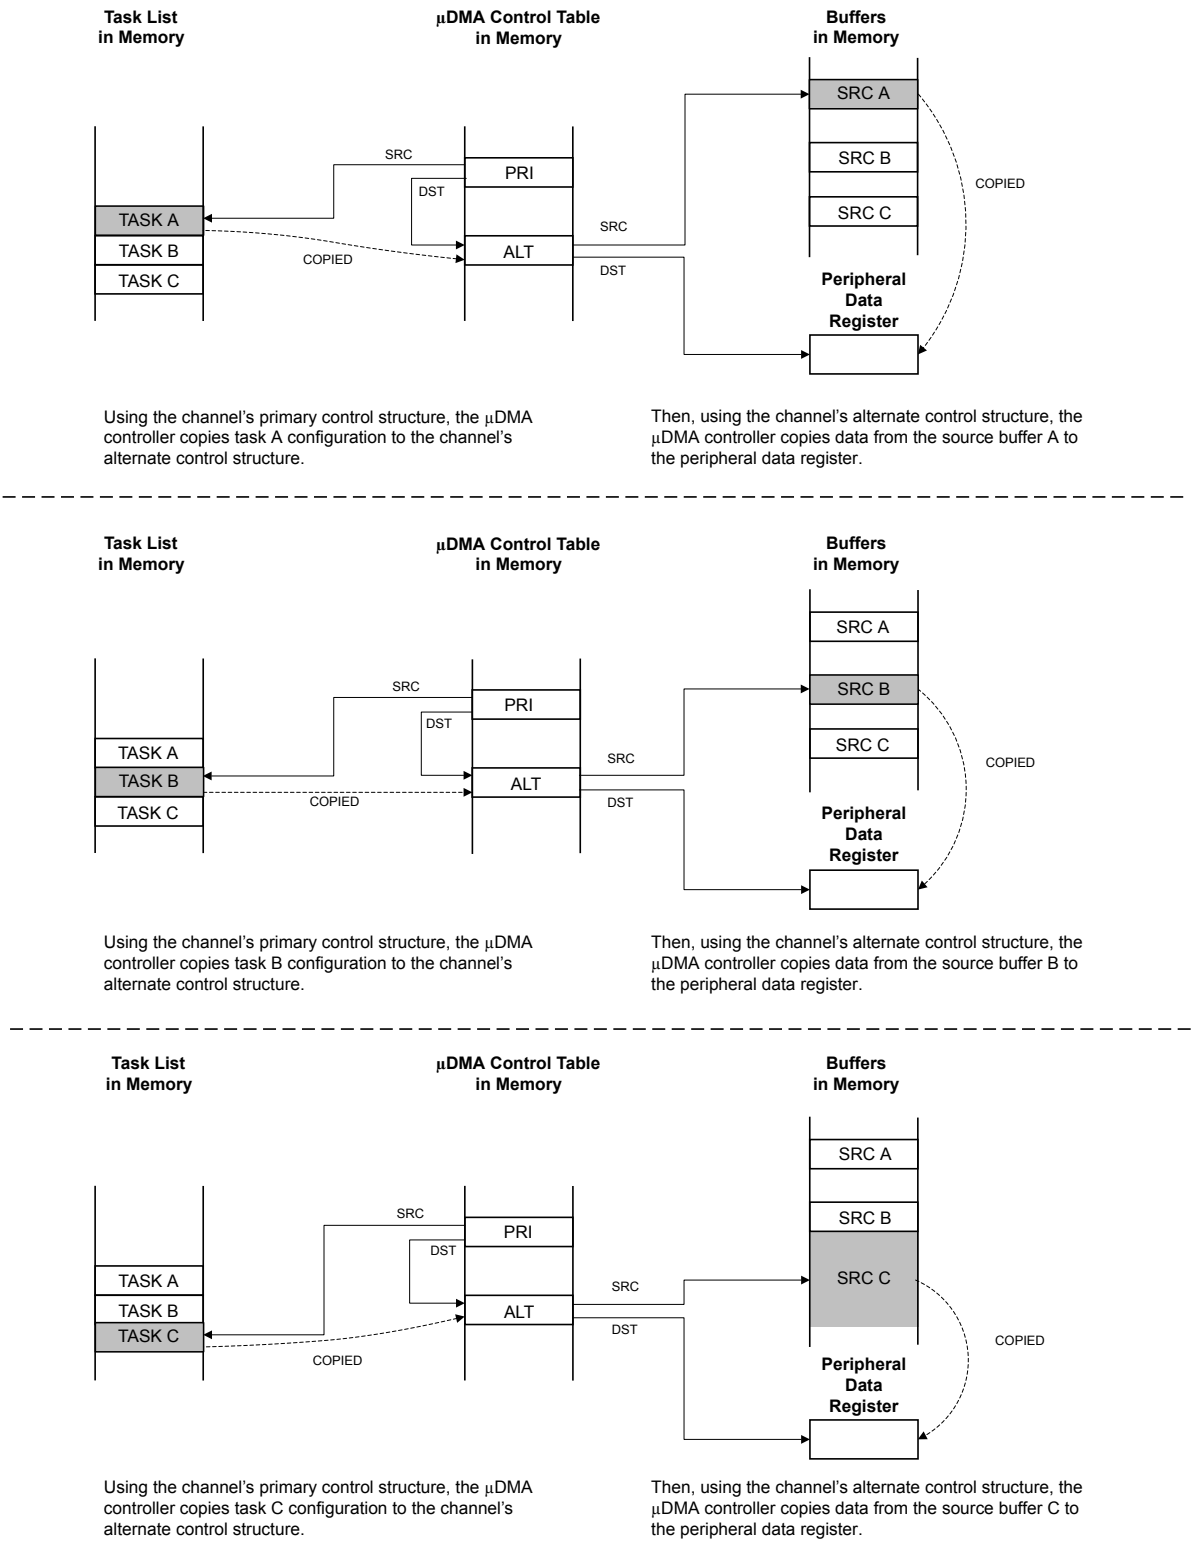 Task List
in Memory
µDMA Control Table
in Memory
Buffers
in Memory
SRC A
SRC B
SRC C
COPIED
SRC
PRI
DST
TASK A
TASK B
TASK C
COPIED
ALT
SRC
DST
Peripheral
Data
Register
Using the channel's primary control structure, the µDMA
controller copies task A configuration to the channel's
alternate control structure.
Then, using the channel's alternate control structure, the
µDMA controller copies data from the source buffer A to
the peripheral data register.
Task List
in Memory
µDMA Control Table
in Memory
Buffers
in Memory
SRC A
SRC B
SRC C
COPIED
SRC
PRI
DST
TASK A
TASK B
TASK C
COPIED
ALT
SRC
DST
Peripheral
Data
Register
Using the channel's primary control structure, the µDMA
controller copies task B configuration to the channel's
alternate control structure.
Then, using the channel's alternate control structure, the
µDMA controller copies data from the source buffer B to
the peripheral data register.
Task List
in Memory
µDMA Control Table
in Memory
Buffers
in Memory
SRC A
SRC B
SRC C
COPIED
SRC
PRI
DST
TASK A
TASK B
TASK C
COPIED
ALT
SRC
DST
Peripheral
Data
Register
Using the channel's primary control structure, the µDMA
controller copies task C configuration to the channel's
alternate control structure.
Then, using the channel's alternate control structure, the
µDMA controller copies data from the source buffer C to
the peripheral data register.